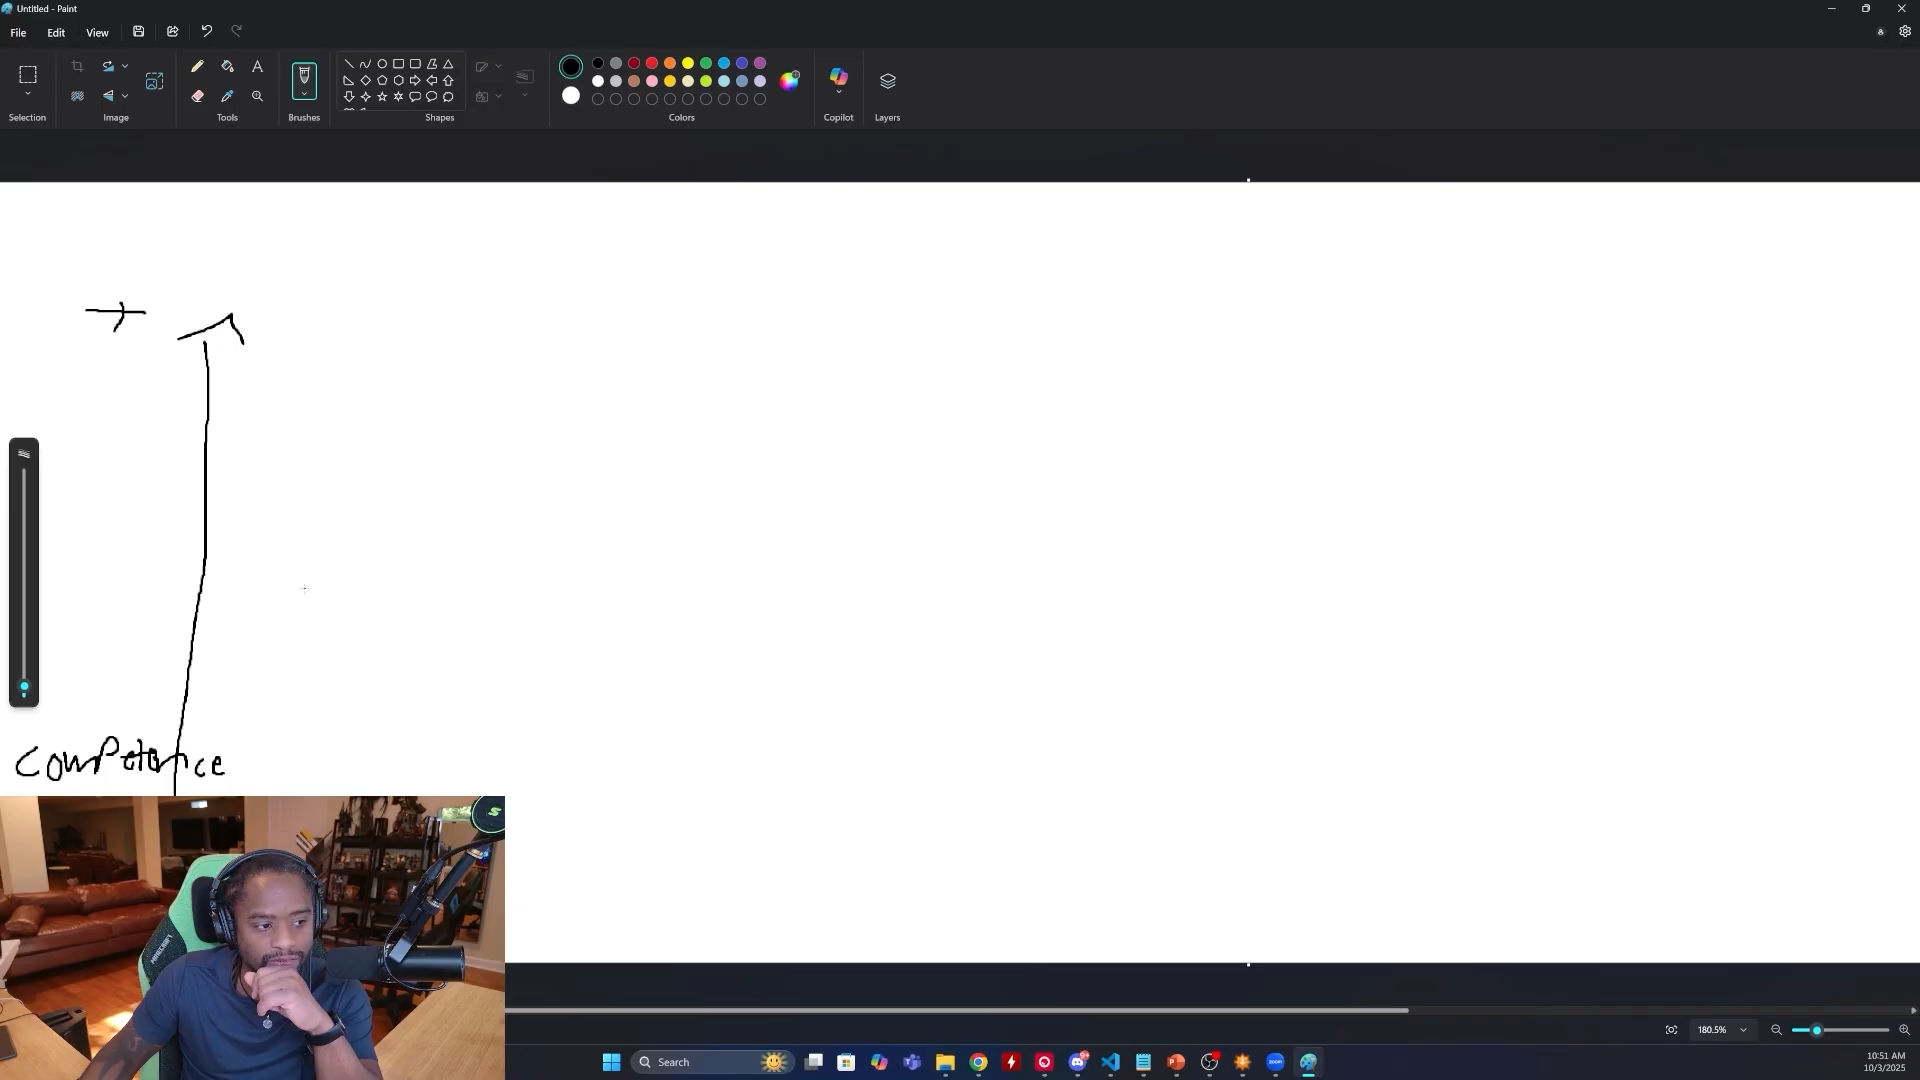 Untitled - Paint
File Edit View
Selection Image Tools Brushes Shapes Colors Copilot Layers
Competence
MINECRAFT
180.5%
Search
10:51 AM
10/3/2025